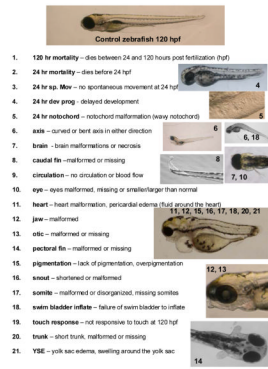 Control zebrafish 120 hpf
1. 120 hr mortality – dies between 24 and 120 hours post fertilization (hpf)
2. 24 hr mortality – dies before 24 hpf
3. 24 hr sp. Mov – no spontaneous movement at 24 hpf
4. 24 hr dev prog - delayed development
5. 24 hr notochord – notochord malformation (wavy notochord)
6. axis – curved or bent axis in either direction
7. brain - brain malformations or necrosis
8. caudal fin –malformed or missing
9. circulation – no circulation or blood flow
10. eye – eyes malformed, missing or smaller/larger than normal
11. heart – heart malformation, pericardial edema (fluid around the heart)
12. jaw – malformed
13. otic – malformed or missing
14. pectoral fin – malformed or missing
15. pigmentation – lack of pigmentation, overpigmentation
16. snout – shortened or malformed
17. somite – malformed or disorganized, missing somites
18. swim bladder inflate – failure of swim bladder to inflate
19. touch response – not responsive to touch at 120 hpf
20. trunk – short trunk, malformed or missing
21. YSE – yolk sac edema, swelling around the yolk sac
4
5
6
6, 18
8
7, 10
11, 12, 15, 16, 17, 18, 20, 21
12, 13
14